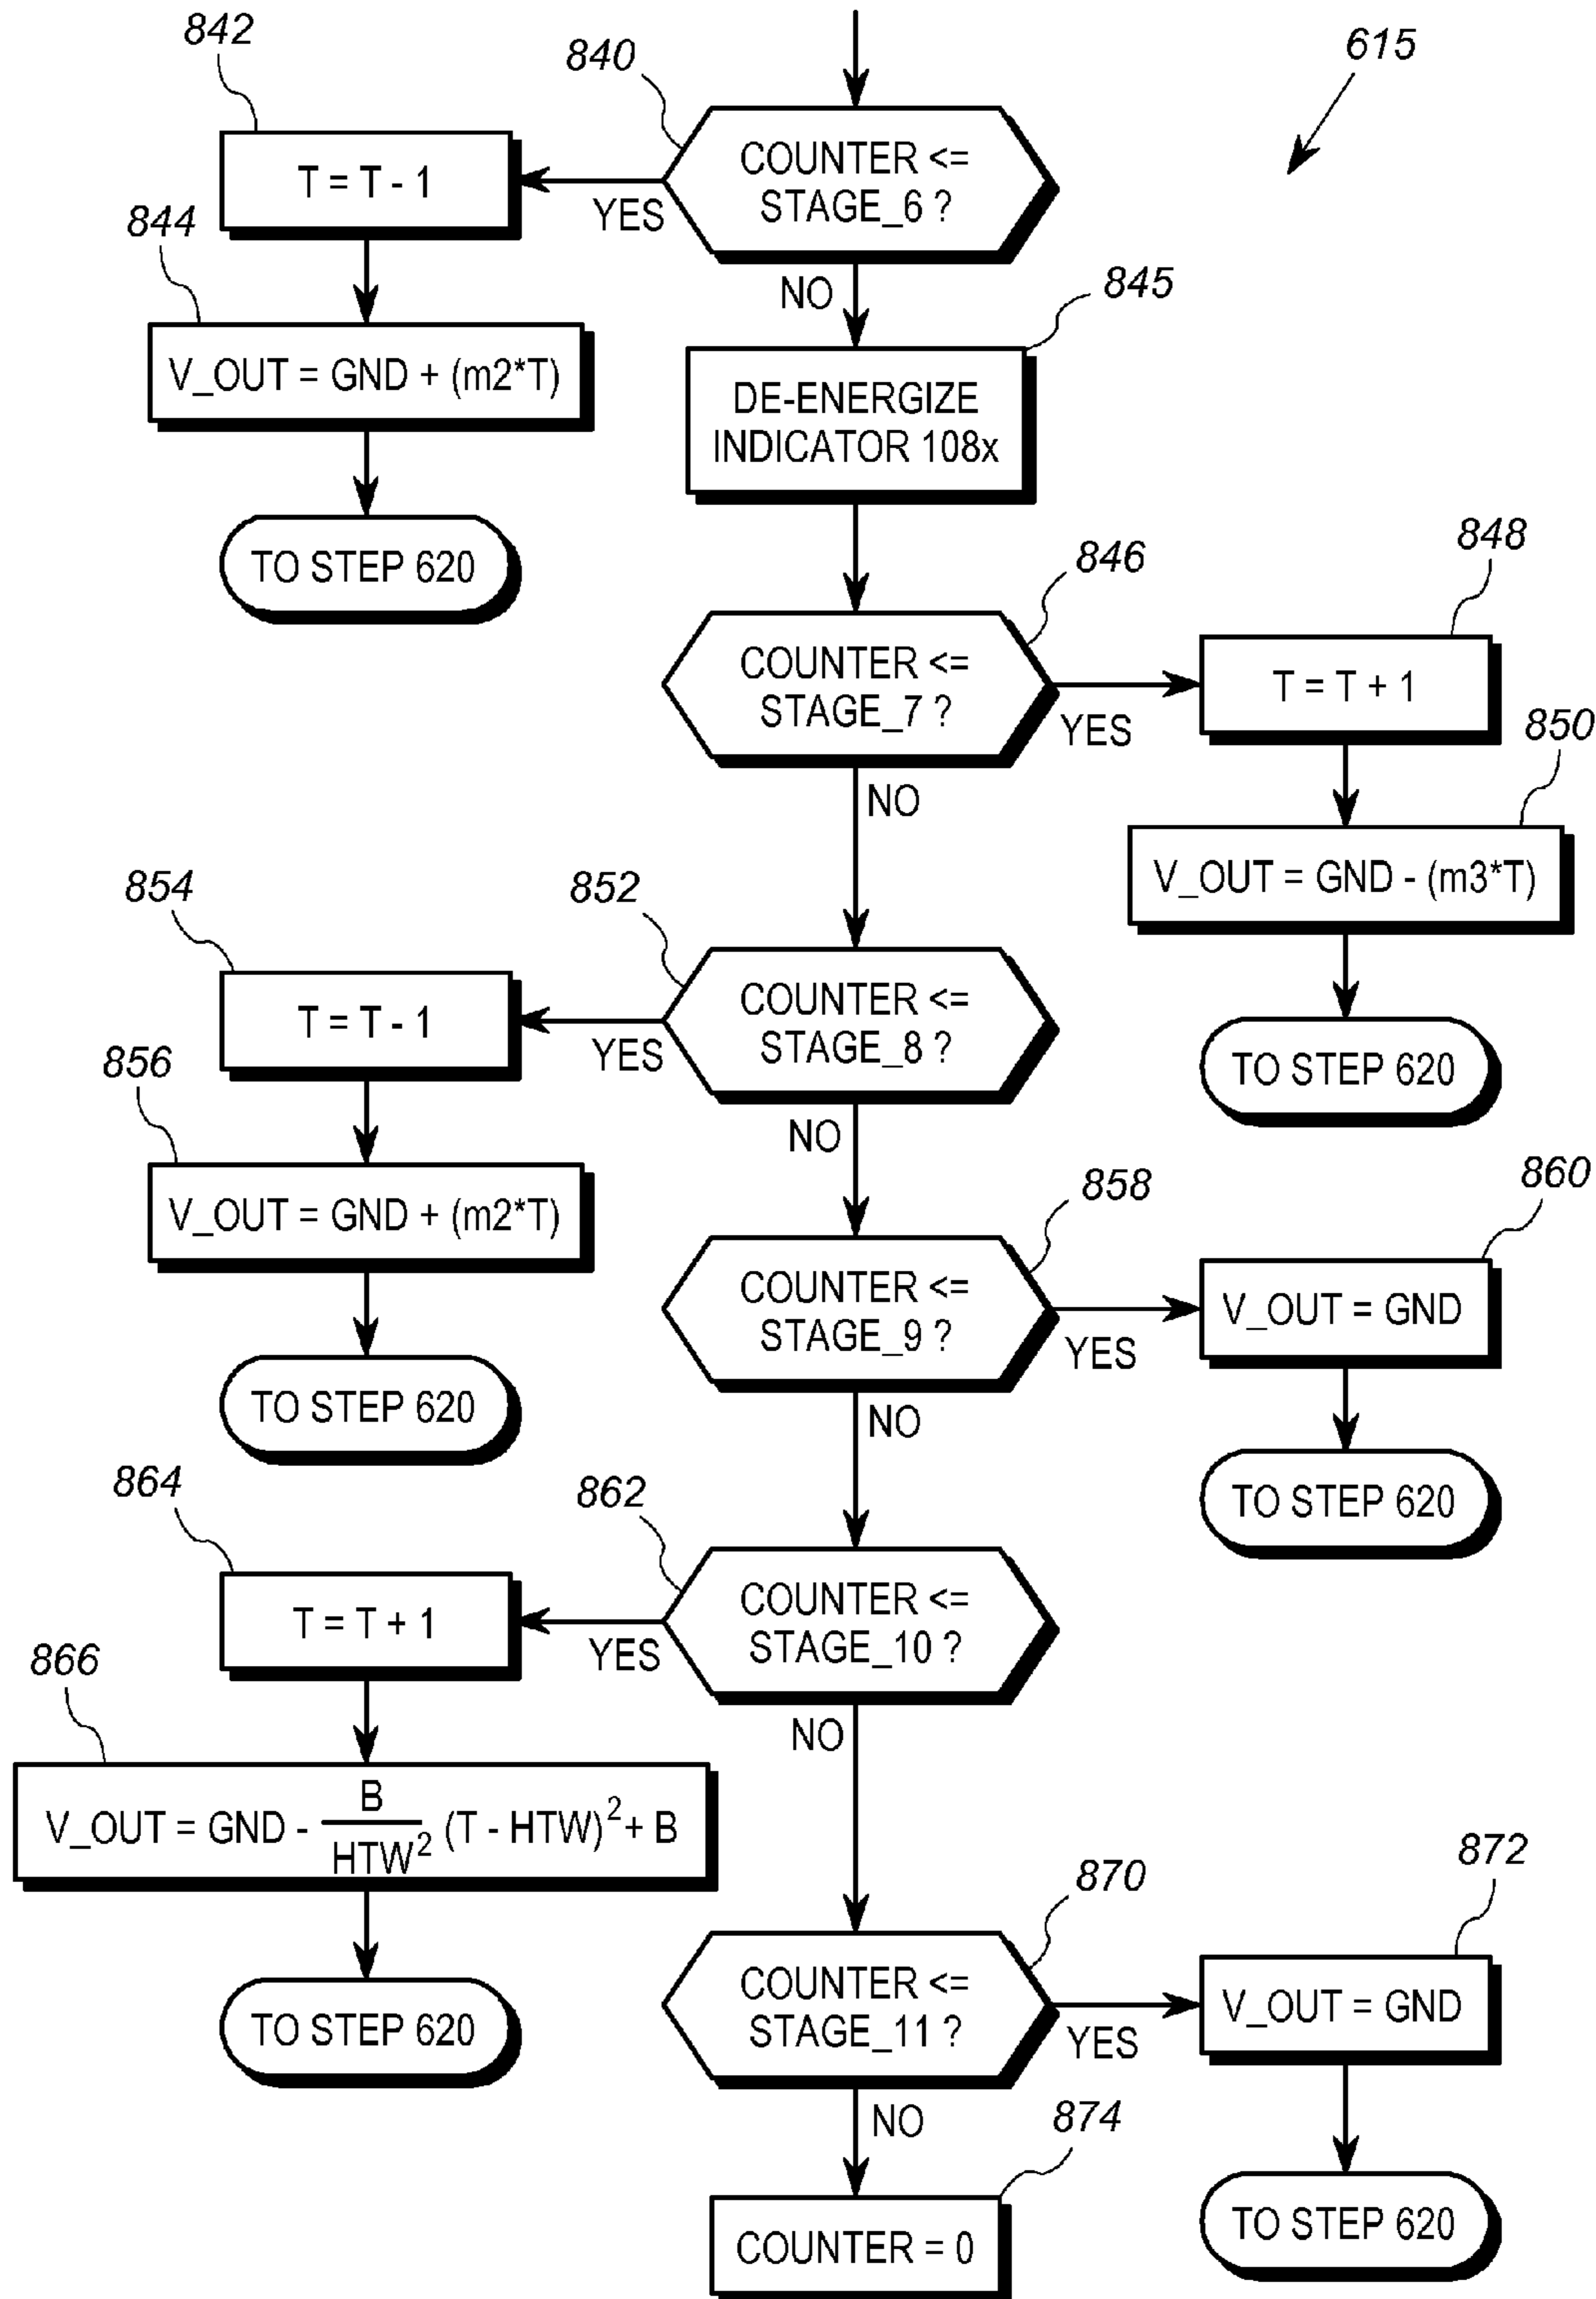 842
840
615
COUNTER <=
STAGE_6 ?
T = T - 1
YES
844
NO
845
V_OUT = GND + (m2*T)
DE-ENERGIZE
INDICATOR 108x
TO STEP 620
846
848
COUNTER <=
STAGE_7 ?
T = T + 1
YES
850
NO
V_OUT = GND - (m3*T)
854
852
COUNTER <=
STAGE_8 ?
T = T - 1
YES
TO STEP 620
856
NO
V_OUT = GND + (m2*T)
858
860
COUNTER <=
STAGE_9 ?
V_OUT = GND
YES
TO STEP 620
NO
864
862
TO STEP 620
COUNTER <=
STAGE_10 ?
T = T + 1
YES
866
NO
V_OUT = GND - B/HTW² (T - HTW)² + B
870
872
COUNTER <=
STAGE_11 ?
V_OUT = GND
YES
TO STEP 620
NO
874
COUNTER = 0
TO STEP 620